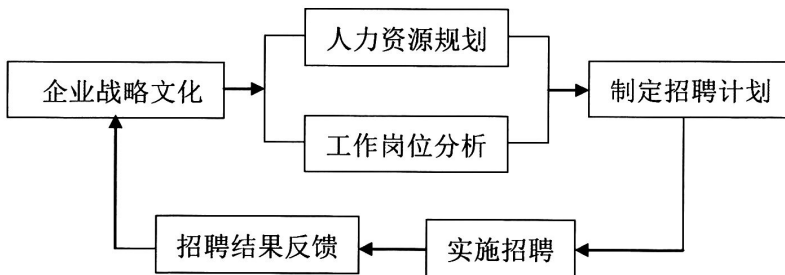 人力资源规划
企业战略文化
制定招聘计划
工作岗位分析
招聘结果反馈
实施招聘